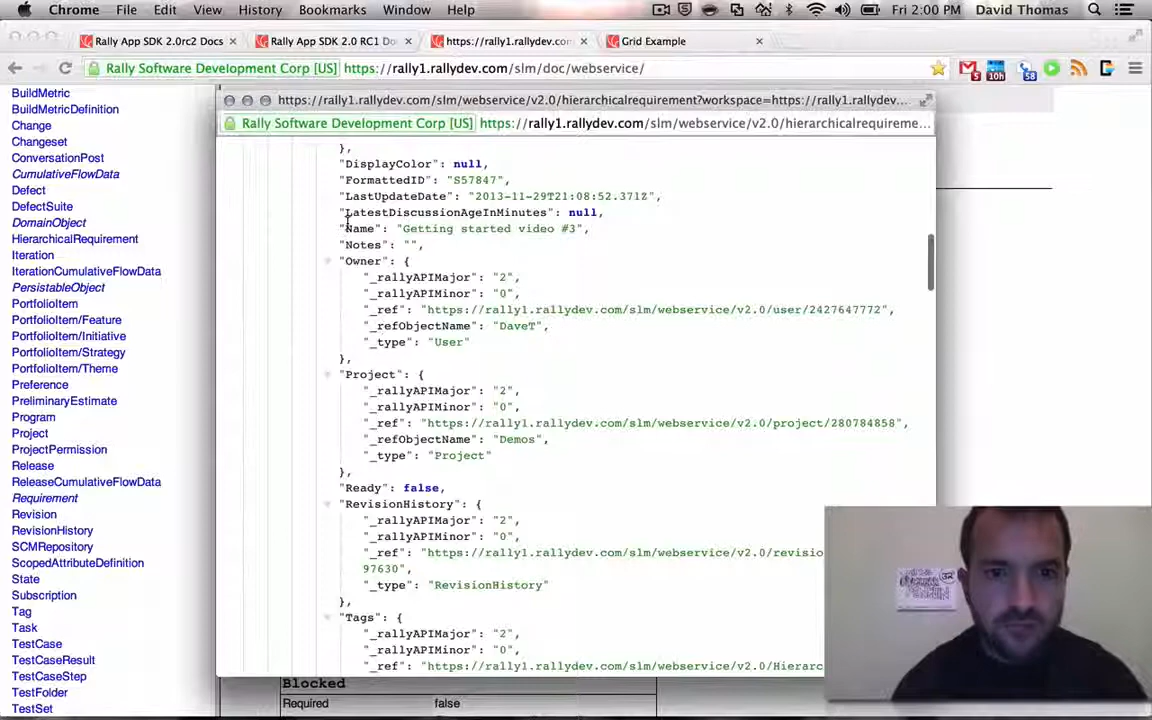 Chrome File Edit View History Bookmarks Window Help Fri 2:00 PM David Thomas
Rally App SDK 2.0rc2 Docs Rally App SDK 2.0 RC1 Doc https://rally1.rallydev.com/ Grid Example
Rally Software Development Corp [US] https://rally1.rallydev.com/slm/doc/webservice/
5 10h 58
BuildMetric
BuildMetricDefinition
Change
Changeset
ConversationPost
CumulativeFlowData
Defect
DefectSuite
DomainObject
HierarchicalRequirement
Iteration
IterationCumulativeFlowData
PersistableObject
PortfolioItem
PortfolioItem/Feature
PortfolioItem/Initiative
PortfolioItem/Strategy
PortfolioItem/Theme
Preference
PreliminaryEstimate
Program
Project
ProjectPermission
Release
ReleaseCumulativeFlowData
Requirement
Revision
RevisionHistory
SCMRepository
ScopedAttributeDefinition
State
Subscription
Tag
Task
TestCase
TestCaseResult
TestCaseStep
TestFolder
TestSet
https://rally1.rallydev.com/slm/webservice/v2.0/hierarchicalrequirement?workspace=https://rally1.rallydev....
Rally Software Development Corp [US] https://rally1.rallydev.com/slm/webservice/v2.0/hierarchicalrequireme...
},
"DisplayColor": null,
"FormattedID": "S57847",
"LastUpdateDate": "2013-11-29T21:08:52.371Z",
"LatestDiscussionAgeInMinutes": null,
"Name": "Getting started video #3",
"Notes": "",
"Owner": {
"_rallyAPIMajor": "2",
"_rallyAPIMinor": "0",
"_ref": "https://rally1.rallydev.com/slm/webservice/v2.0/user/2427647772",
"_refObjectName": "DaveT",
"_type": "User"
},
"Project": {
"_rallyAPIMajor": "2",
"_rallyAPIMinor": "0",
"_ref": "https://rally1.rallydev.com/slm/webservice/v2.0/project/280784858",
"_refObjectName": "Demos",
"_type": "Project"
},
"Ready": false,
"RevisionHistory": {
"_rallyAPIMajor": "2",
"_rallyAPIMinor": "0",
"_ref": "https://rally1.rallydev.com/slm/webservice/v2.0/revisio
97630",
"_type": "RevisionHistory"
},
"Tags": {
"_rallyAPIMajor": "2",
"_rallyAPIMinor": "0",
"_ref": "https://rally1.rallydev.com/slm/webservice/v2.0/Hierarc
Blocked
Required false